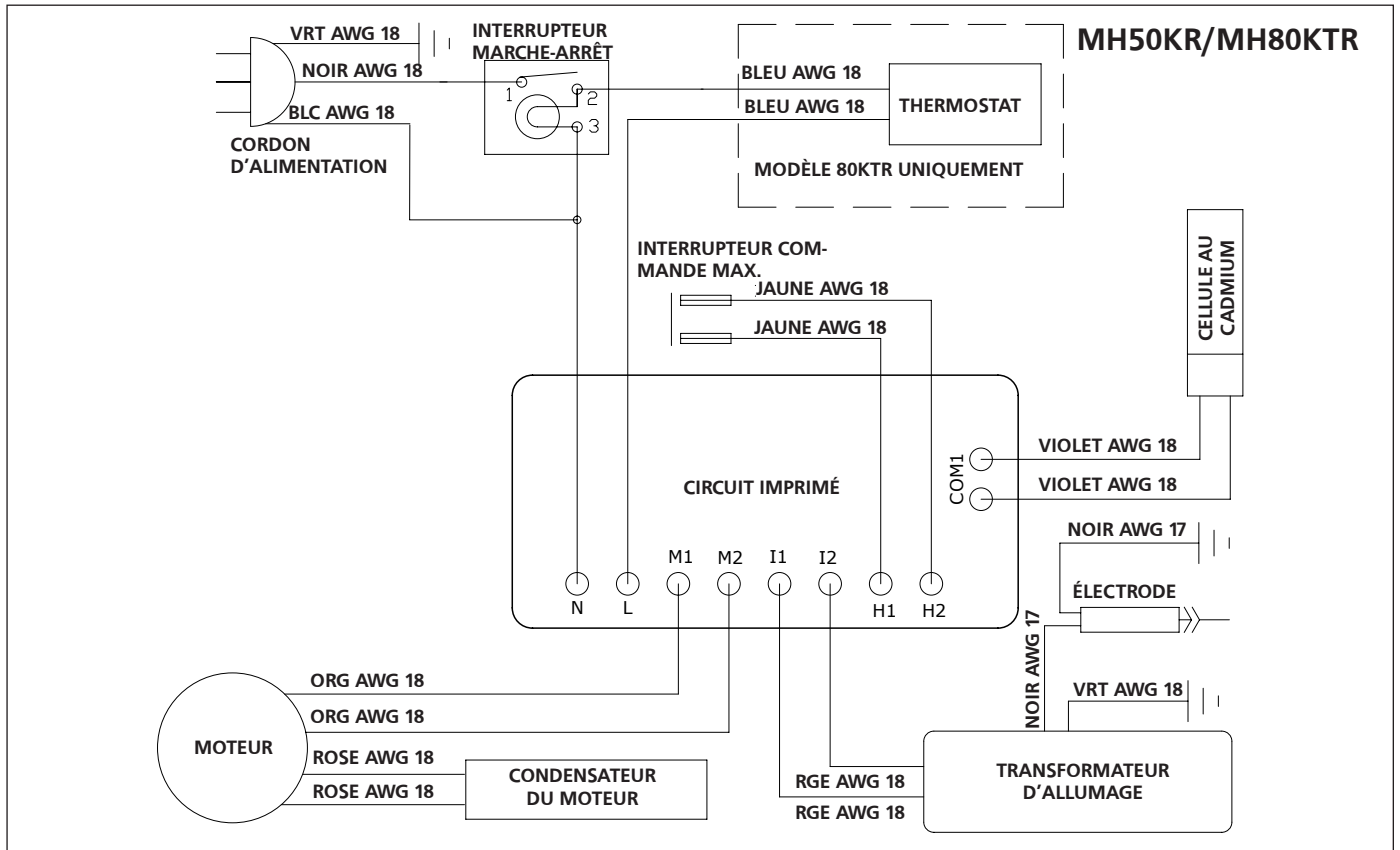 MH50KR/MH80KTR
VRT AWG 18
INTERRUPTEUR
MARCHE-ARRÊT
NOIR AWG 18
BLC AWG 18
CORDON
D'ALIMENTATION
1
2
3
BLEU AWG 18
BLEU AWG 18
THERMOSTAT
MODÈLE 80KTR UNIQUEMENT
INTERRUPTEUR COM-
MANDE MAX.
JAUNE AWG 18
JAUNE AWG 18
CELLULE AU
CADMIUM
VIOLET AWG 18
VIOLET AWG 18
COM1
CIRCUIT IMPRIMÉ
N
L
M1
M2
I1
I2
H1
H2
NOIR AWG 17
ÉLECTRODE
NOIR AWG 17
VRT AWG 18
ORG AWG 18
ORG AWG 18
MOTEUR
ROSE AWG 18
ROSE AWG 18
CONDENSATEUR
DU MOTEUR
RGE AWG 18
RGE AWG 18
TRANSFORMATEUR
D'ALLUMAGE